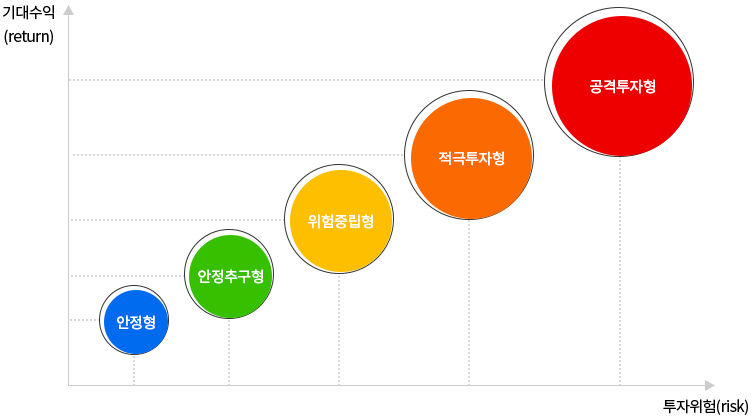 기대수익
(return)
공격투자형
적극투자형
위험중립형
안정추구형
안정형
투자위험(risk)